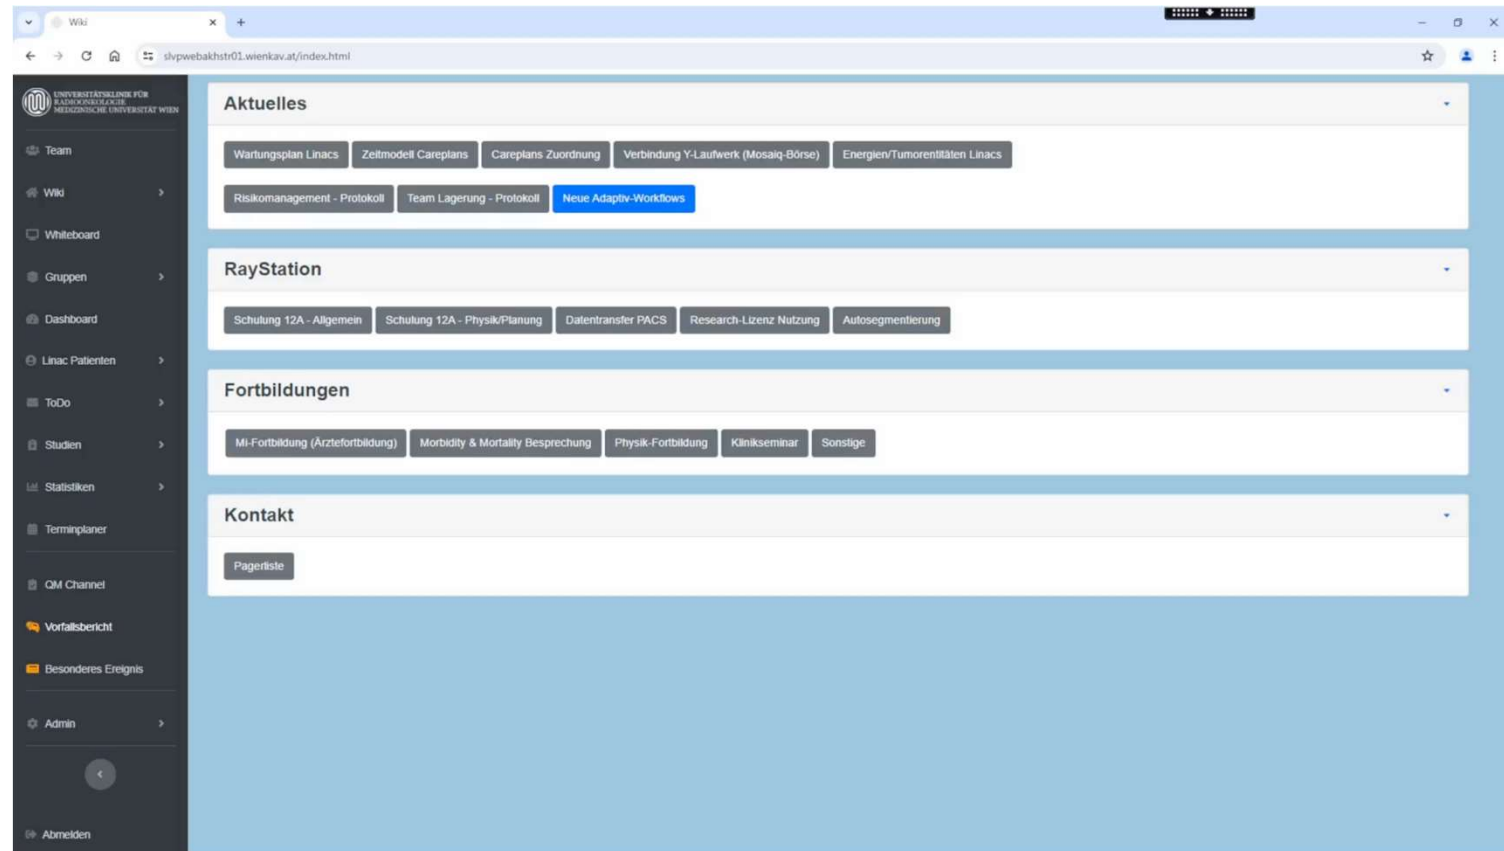 Wiki
slvpwebakhstr01.wienkav.at/index.html
UNIVERSITÄTSKLINIK FÜR
RADIOONKOLOGIE
MEDIZINISCHE UNIVERSITÄT WIEN
Team
Wiki
Whiteboard
Gruppen
Dashboard
Linac Patienten
ToDo
Studien
Statistiken
Terminplaner
QM Channel
Vorfallsbericht
Besonderes Ereignis
Admin
Abmelden
Aktuelles
Wartungsplan Linacs Zeitmodell Careplans Careplans Zuordnung Verbindung Y-Laufwerk (Mosaiq-Börse) Energien/Tumorentitäten Linacs
Risikomanagement - Protokoll Team Lagerung - Protokoll Neue Adaptiv-Workflows
RayStation
Schulung 12A - Allgemein Schulung 12A - Physik/Planung Datentransfer PACS Research-Lizenz Nutzung Autosegmentierung
Fortbildungen
Mi-Fortbildung (Ärztefortbildung) Morbidity & Mortality Besprechung Physik-Fortbildung Klinikseminar Sonstige
Kontakt
Pagerliste